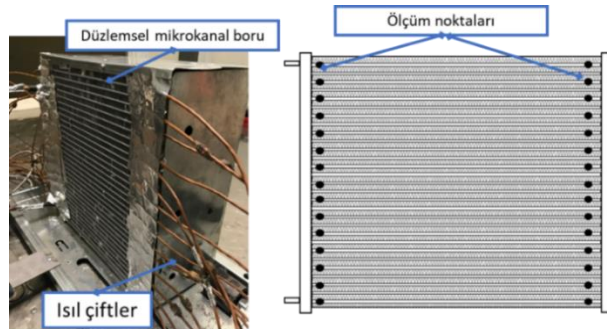 Düzlemsel mikrokanal boru
Ölçüm noktaları
Isıl çiftler